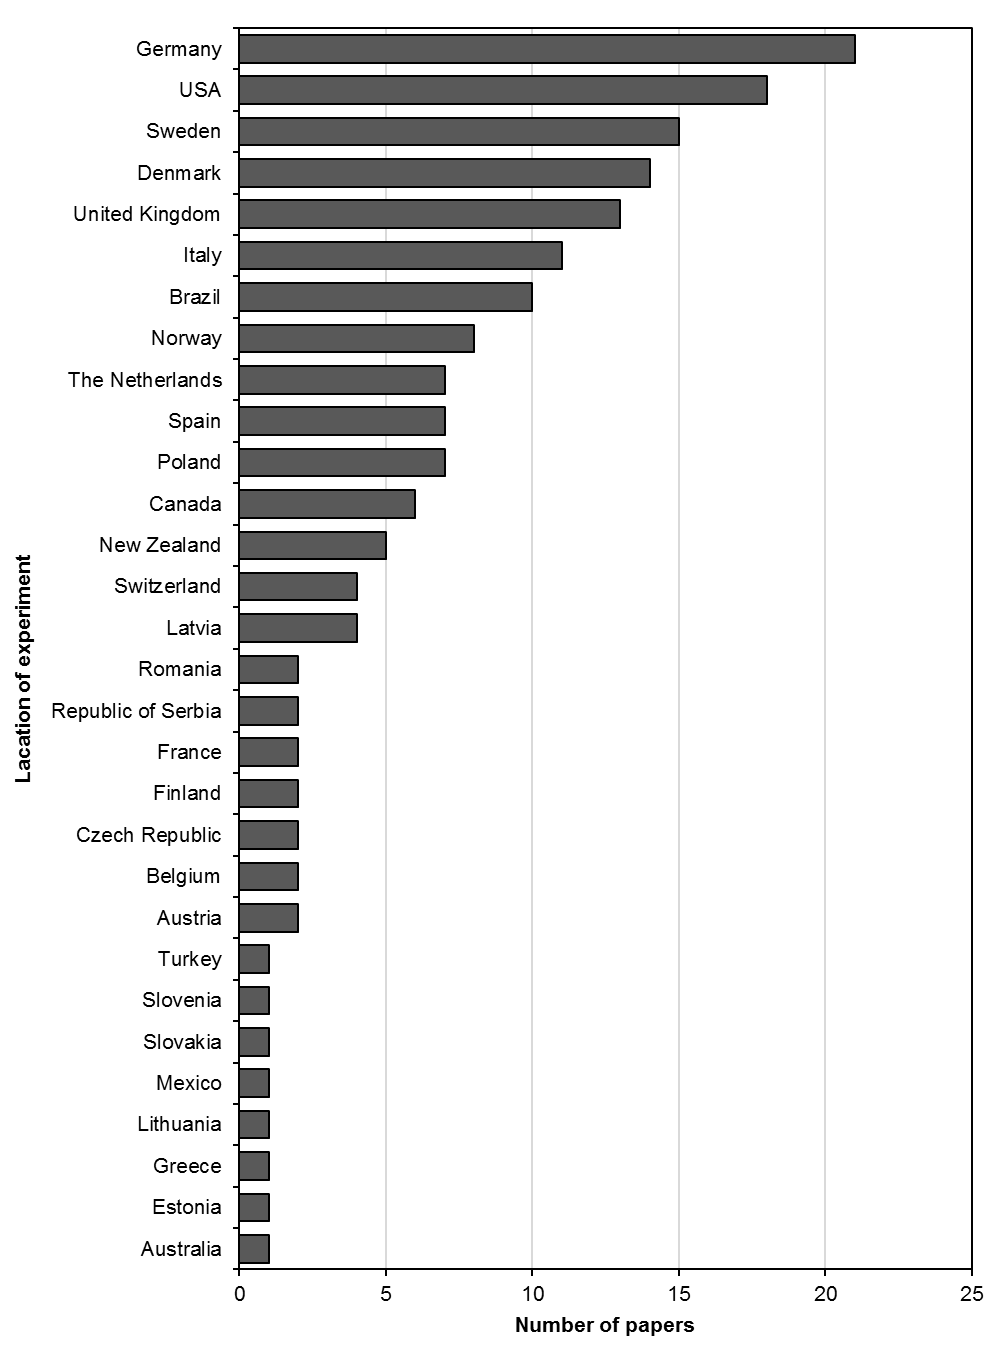 Germany
USA
Sweden
Denmark
United Kingdom
Italy
Brazil
Norway
The Netherlands
Spain
Poland
Canada
New Zealand
Switzerland
Latvia
Romania
Republic of Serbia
France
Finland
Czech Republic
Belgium
Austria
Turkey
Slovenia
Slovakia
Mexico
Lithuania
Greece
Estonia
Australia
Lacation of experiment
0 5 10 15 20 25
Number of papers